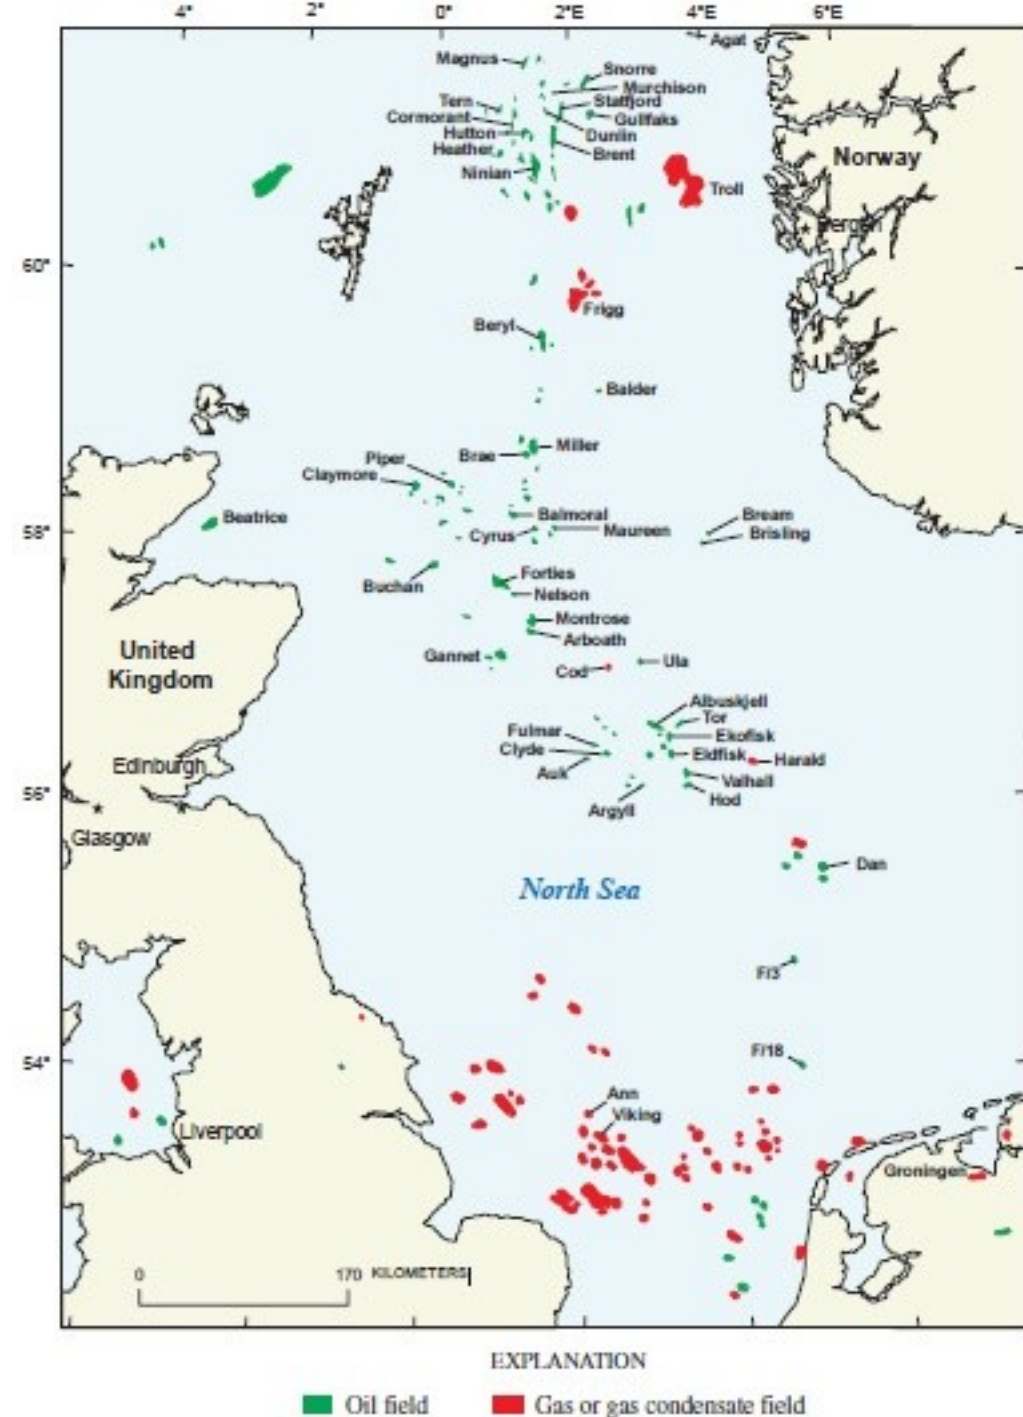 4°
2°
0°
2°E
4°E
6°E
Agat
Magnus
Snorre
Murchison
Tern
Statfjord
Cormorant
Gullfaks
Hutton
Dunlin
Heather
Brent
Norway
Ninian
Troll
Bergen
60°
Frigg
Beryl
Balder
Miller
Brae
Piper
Claymore
Beatrice
Balmoral
Bream
58°
Cyrus
Maureen
Brisling
Forties
Buchan
Nelson
Montrose
Arboath
United
Kingdom
Gannet
Cod
Ula
Albuskjell
Tor
Fulmar
Ekofisk
Clyde
Eldfisk
Harald
Edinburgh
Auk
Valhall
56°
Hod
Argyll
Glasgow
Dan
North Sea
F/3
F/18
54°
Ann
Viking
Liverpool
Groningen
0
170 KILOMETERS
EXPLANATION
Oil field
Gas or gas condensate field